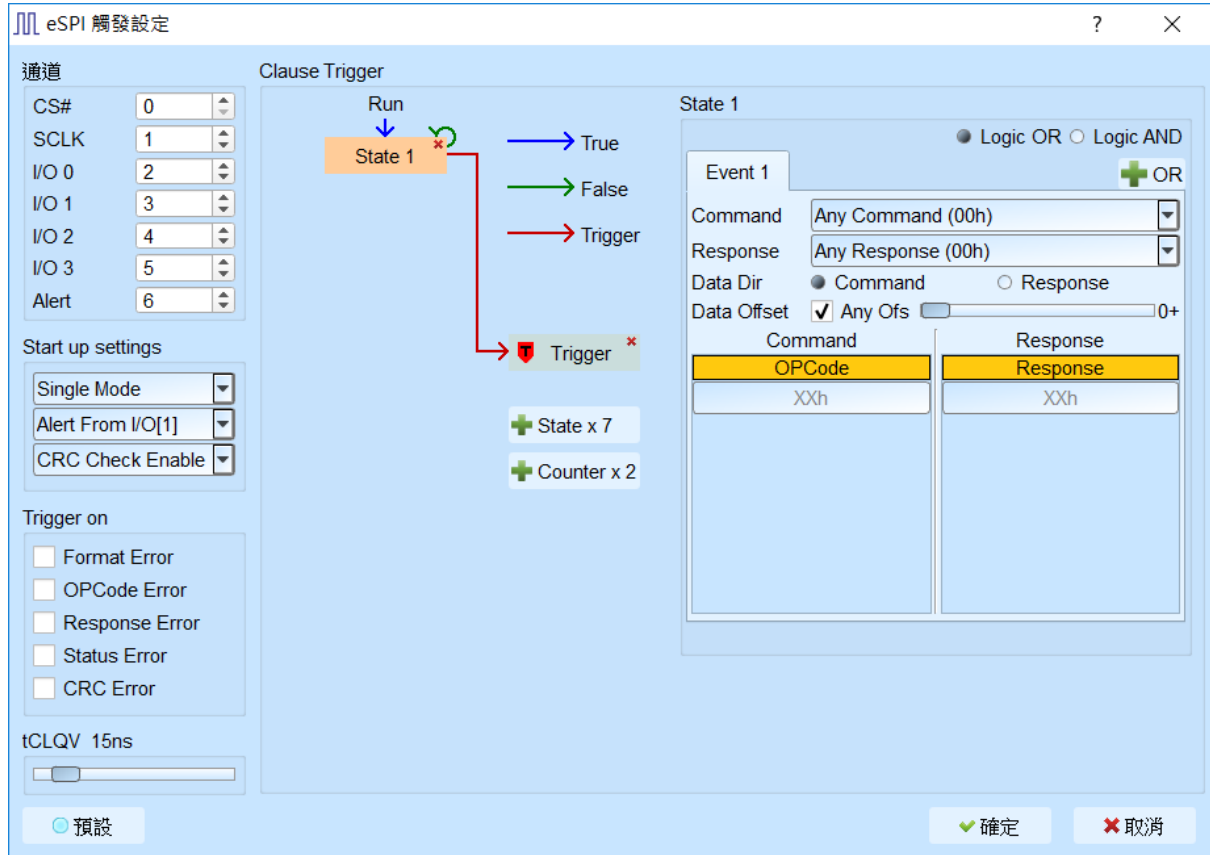 eSPI 觸發設定
?
通道
CS# 0
SCLK 1
I/O 0 2
I/O 1 3
I/O 2 4
I/O 3 5
Alert 6
Start up settings
Single Mode
Alert From I/O[1]
CRC Check Enable
Trigger on
Format Error
OPCode Error
Response Error
Status Error
CRC Error
tCLQV 15ns
預設
Clause Trigger
Run
State 1
True
False
Trigger
T Trigger
State x 7
Counter x 2
State 1
Logic OR Logic AND
Event 1
OR
Command Any Command (00h)
Response Any Response (00h)
Data Dir Command Response
Data Offset Any Ofs 0+
Command Response
OPCode Response
XXh XXh
確定 取消